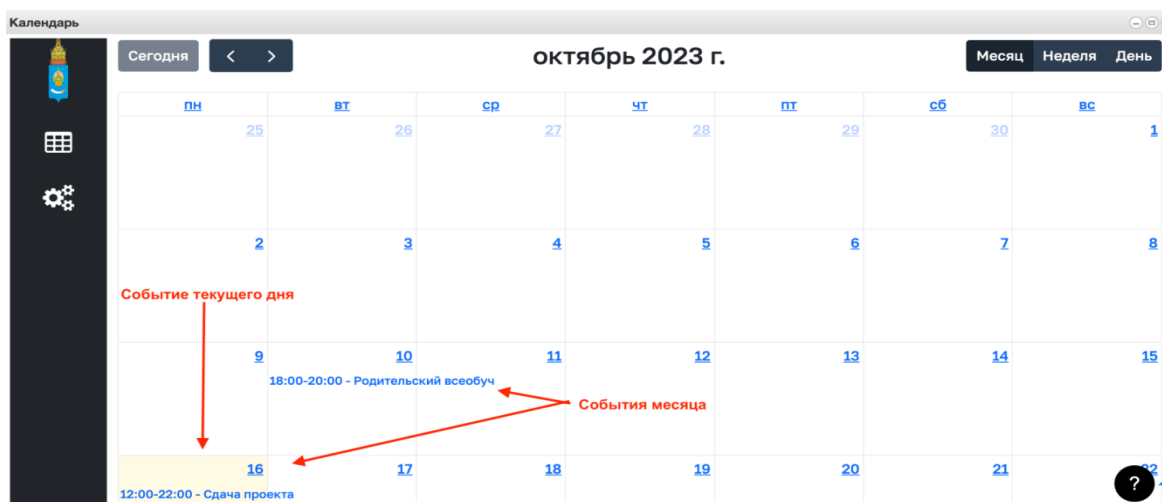 Календарь
Сегодня < > октябрь 2023 г. Месяц Неделя День
пн вт ср чт пт сб вс
25 26 27 28 29 30 1
2 3 4 5 6 7 8
Событие текущего дня
9 10 11 12 13 14 15
18:00-20:00 - Родительский всеобуч
События месяца
16 17 18 19 20 21 22
12:00-22:00 - Сдача проекта
?